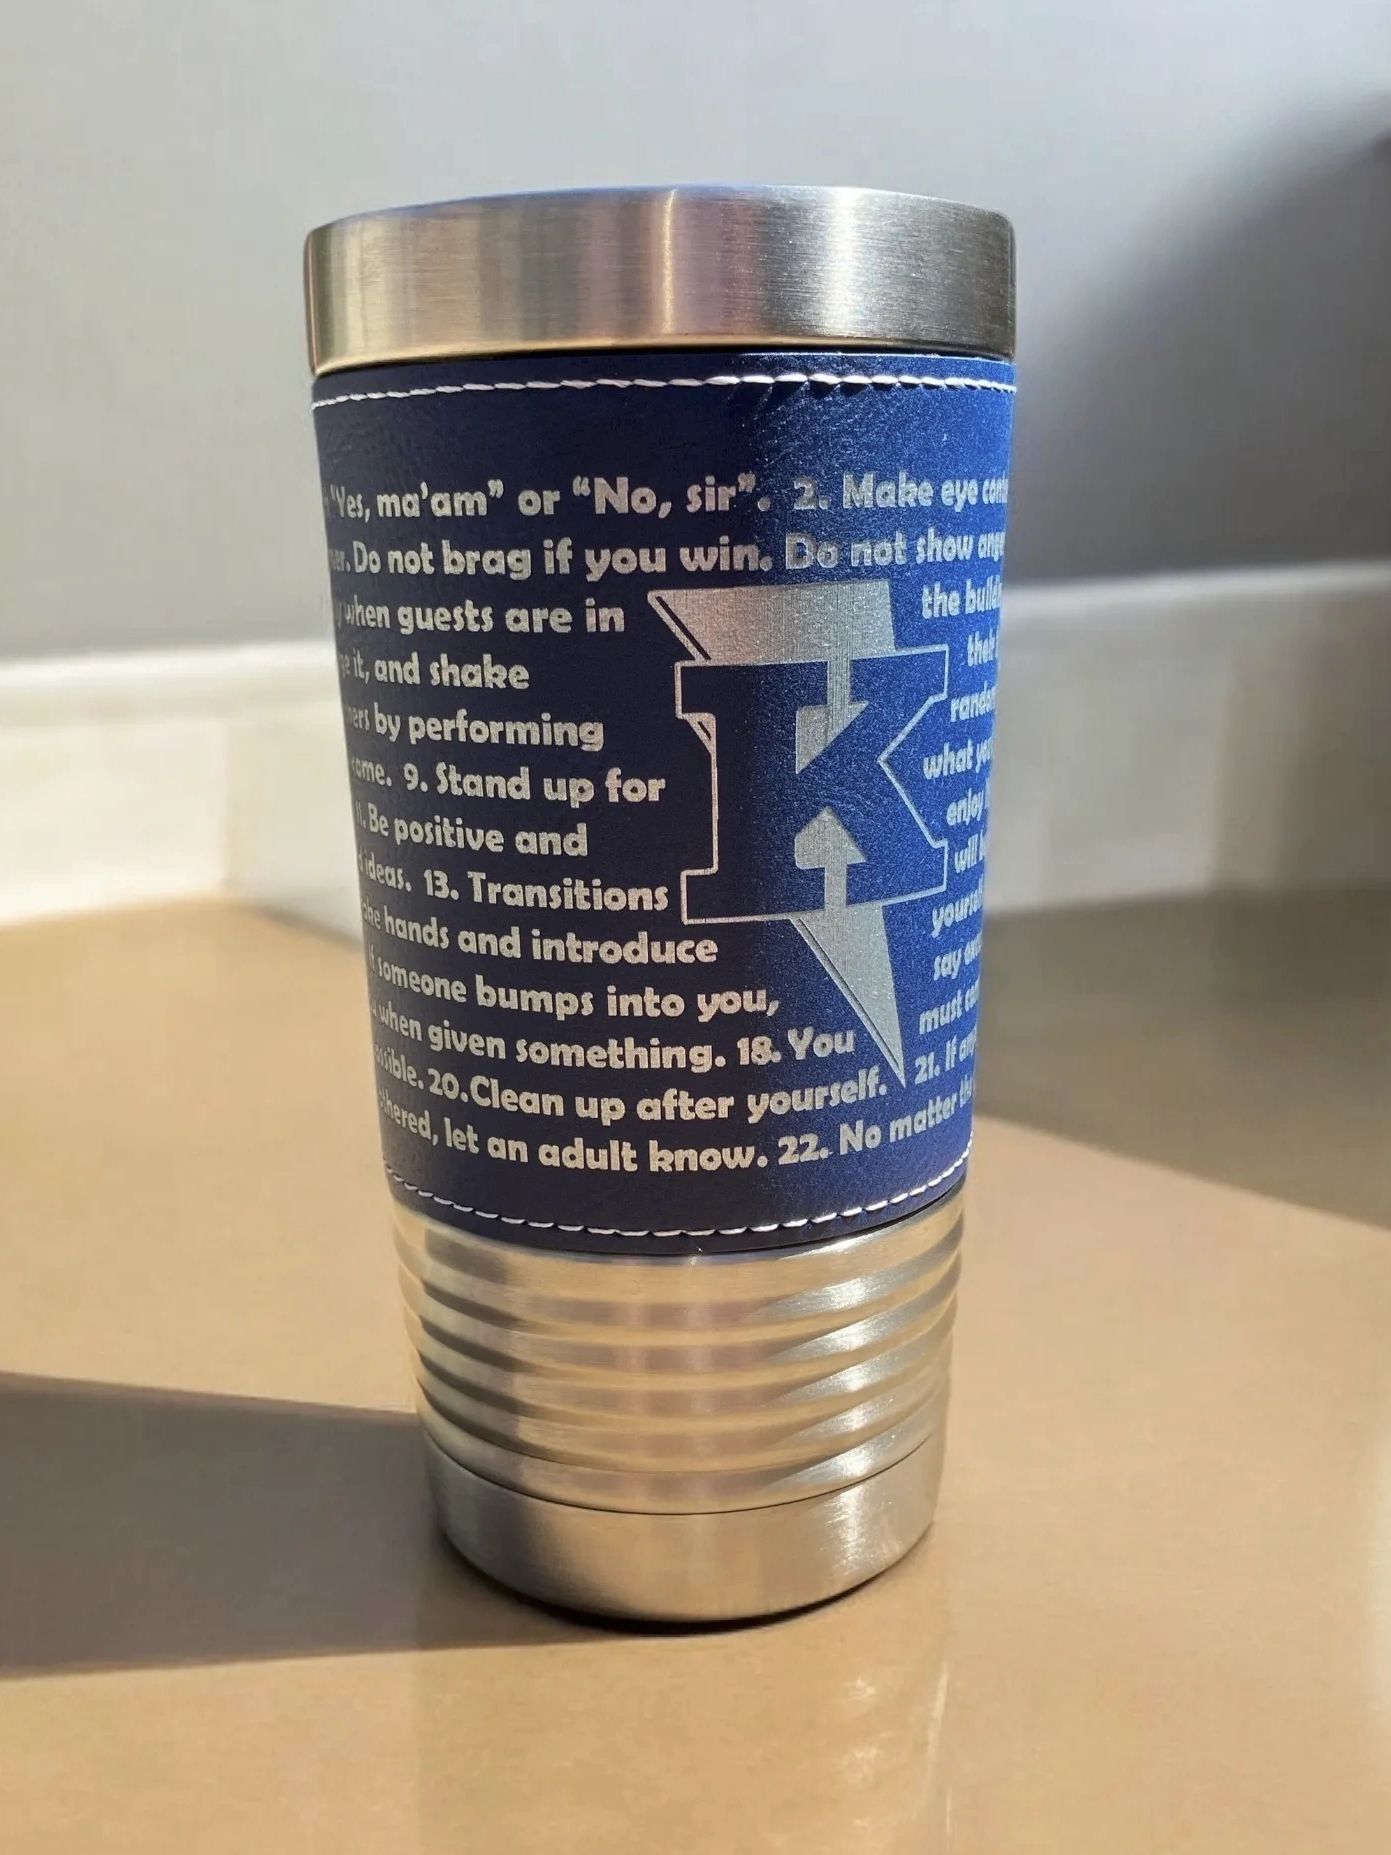 "Yes, ma'am" or "No, sir". 2. Make eye
Do not brag if you win. Do not show
when guests are in the
it, and shake
by performing
9. Stand up for what
11. Be positive and enjoy
ideas. 13. Transitions will
K
hands and introduce
If someone bumps into you, say
when given something. 18. You must
20.Clean up after yourself. 21. If
let an adult know. 22. No matter